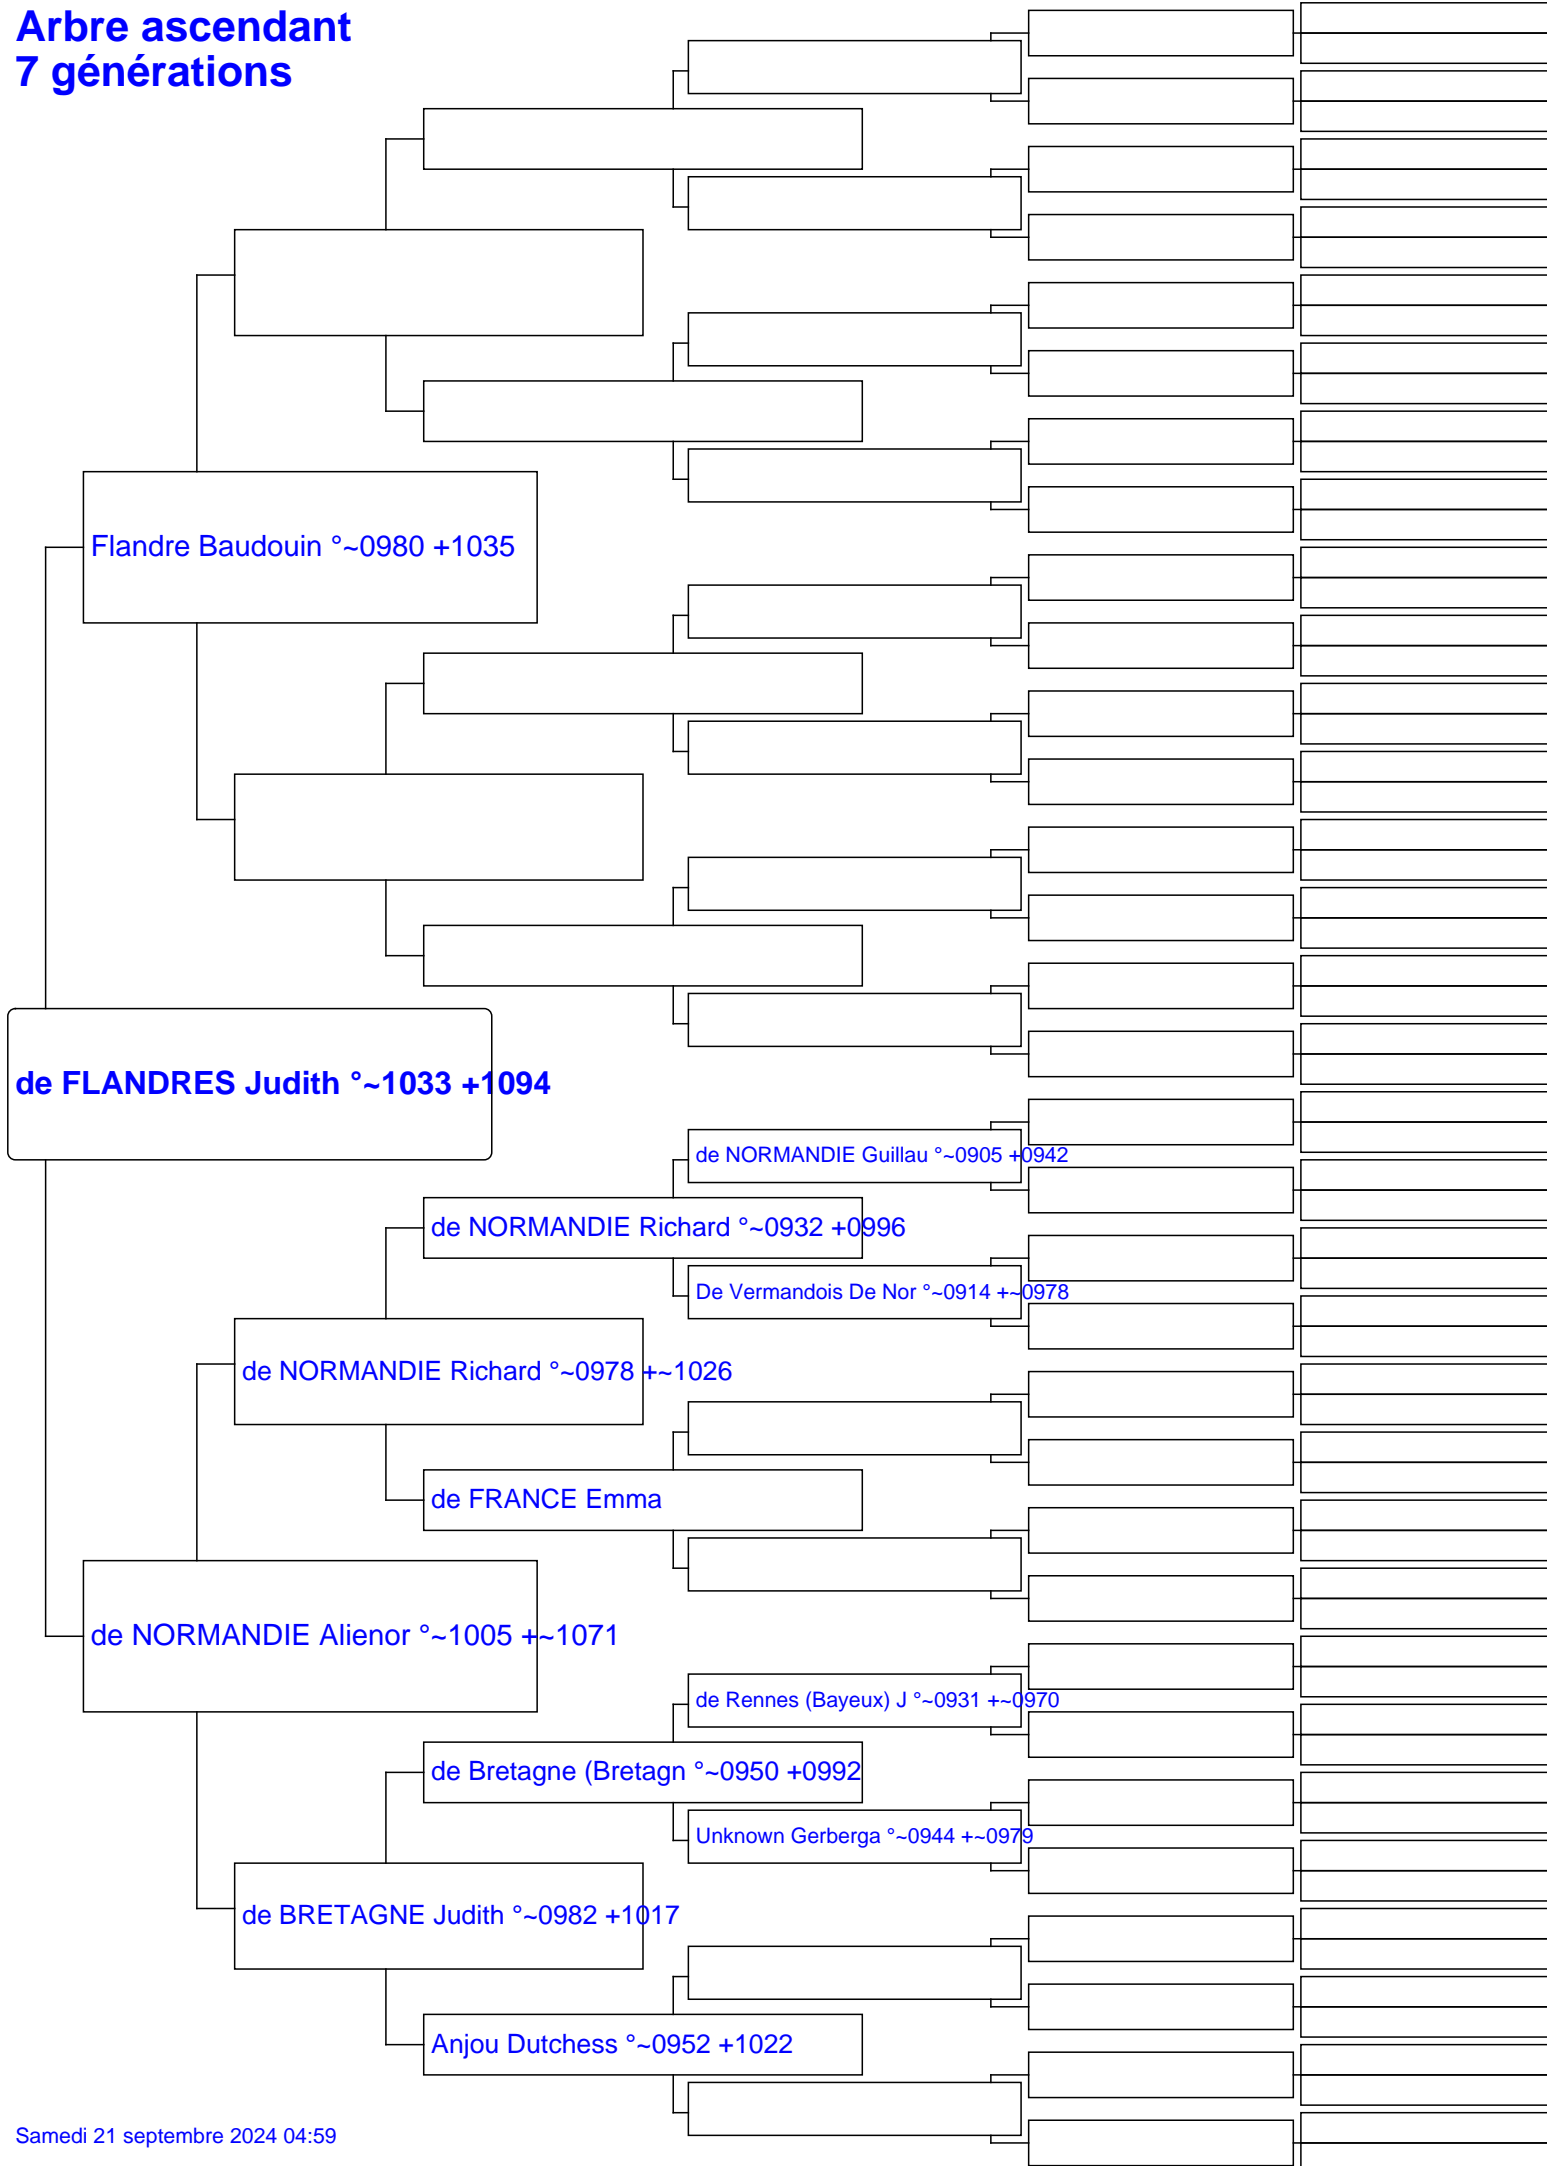 Arbre ascendant
7 générations
Flandre Baudouin °~0980 +1035
de FLANDRES Judith °~1033 +1094
de NORMANDIE Guillau °~0905 +0942
de NORMANDIE Richard °~0932 +0996
De Vermandois De Nor °~0914 +~0978
de NORMANDIE Richard °~0978 +~1026
de FRANCE Emma
de NORMANDIE Alienor °~1005 +~1071
de Rennes (Bayeux) J °~0931 +~0970
de Bretagne (Bretagn °~0950 +0992
Unknown Gerberga °~0944 +~0979
de BRETAGNE Judith °~0982 +1017
Anjou Dutchess °~0952 +1022
Samedi 21 septembre 2024 04:59